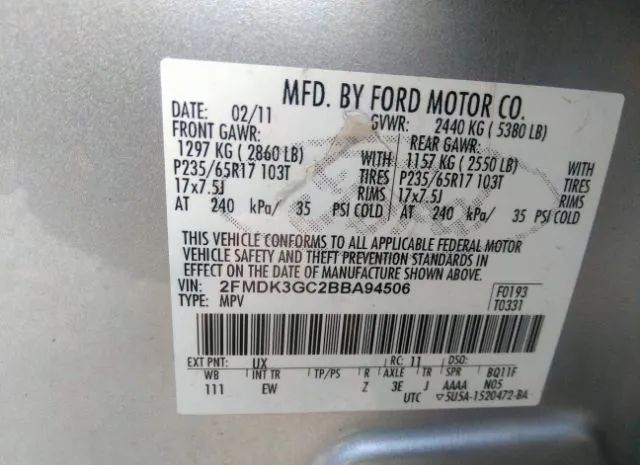 MFD. BY FORD MOTOR CO.
DATE: 02/11 GVWR: 2440 KG ( 5380 LB)
FRONT GAWR: REAR GAWR:
1297 KG ( 2860 LB) WITH 1157 KG ( 2550 LB) WITH
P235/65R17 103T TIRES P235/65R17 103T TIRES
17x7.5J RIMS 17x7.5J RIMS
AT 240 kPa/ 35 PSI COLD AT 240 kPa/ 35 PSI COLD
THIS VEHICLE CONFORMS TO ALL APPLICABLE FEDERAL MOTOR
VEHICLE SAFETY AND THEFT PREVENTION STANDARDS IN
EFFECT ON THE DATE OF MANUFACTURE SHOWN ABOVE.
VIN: 2FMDK3GC2BBA94506 F0193
TYPE: MPV T0331
EXT PNT: UX RC: 11 DSO:
WB INT TR TP/PS R AXLE TR SPR BQ11F
111 EW Z 3E J AAAA N05
UTC ▽5U5A-1520472-BA